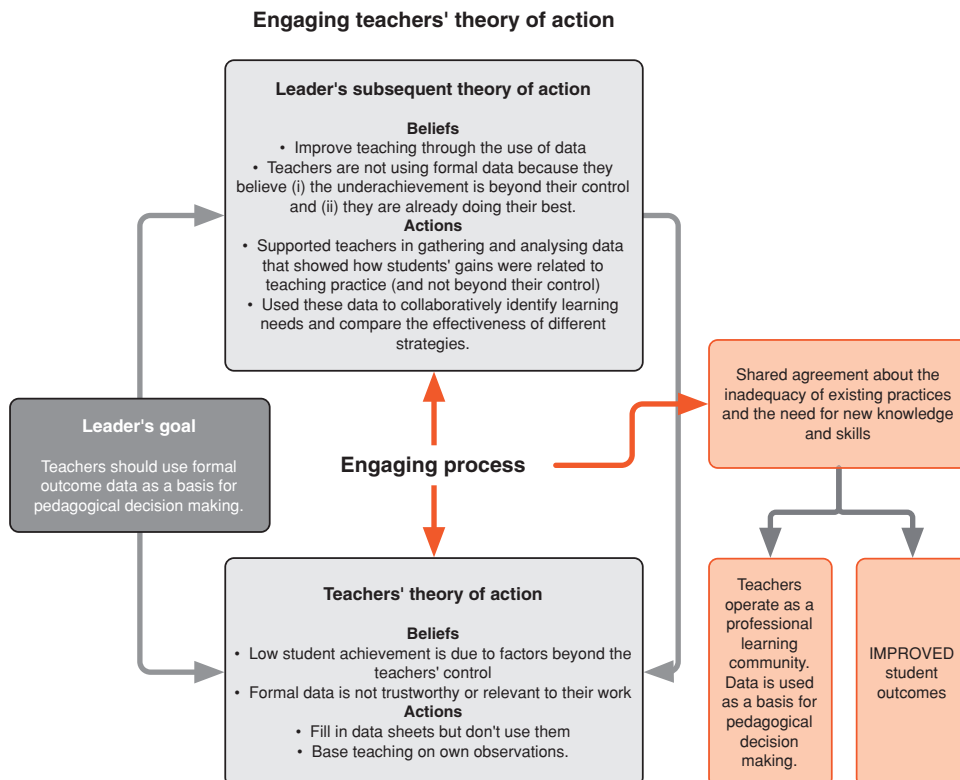 Engaging teachers' theory of action
Leader's subsequent theory of action
Beliefs
• Improve teaching through the use of data
• Teachers are not using formal data because they
believe (i) the underachievement is beyond their control
and (ii) they are already doing their best.
Actions
• Supported teachers in gathering and analysing data
that showed how students' gains were related to
teaching practice (and not beyond their control)
• Used these data to collaboratively identify learning
needs and compare the effectiveness of different
strategies.
Leader's goal
Teachers should use formal
outcome data as a basis for
pedagogical decision making.
Engaging process
Shared agreement about the
inadequacy of existing practices
and the need for new knowledge
and skills
Teachers' theory of action
Beliefs
• Low student achievement is due to factors beyond the
teachers' control
• Formal data is not trustworthy or relevant to their work
Actions
• Fill in data sheets but don't use them
• Base teaching on own observations.
Teachers
operate as a
professional
learning
community.
Data is used
as a basis for
pedagogical
decision
making.
IMPROVED
student
outcomes